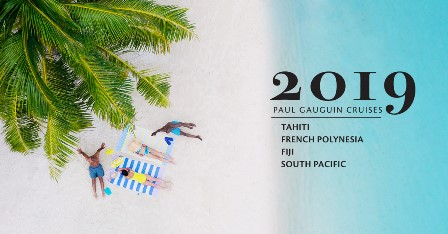 2019
PAUL GAUGUIN CRUISES
TAHITI
FRENCH POLYNESIA
FIJI
SOUTH PACIFIC